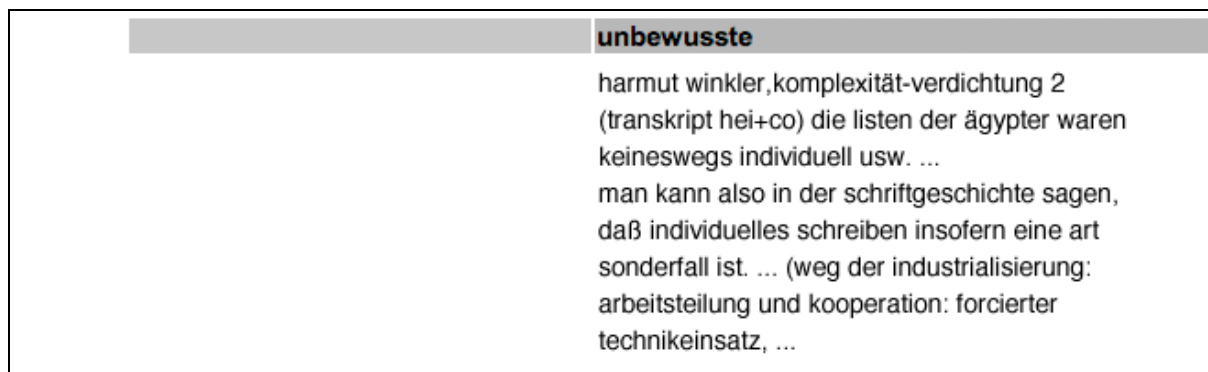 unbewusste
harmut winkler,komplexität-verdichtung 2
(transkript hei+co) die listen der ägypter waren
keineswegs individuell usw. ...
man kann also in der schriftgeschichte sagen,
daß individuelles schreiben insofern eine art
sonderfall ist. ... (weg der industrialisierung:
arbeitsteilung und kooperation: forcierter
technikeinsatz, ...